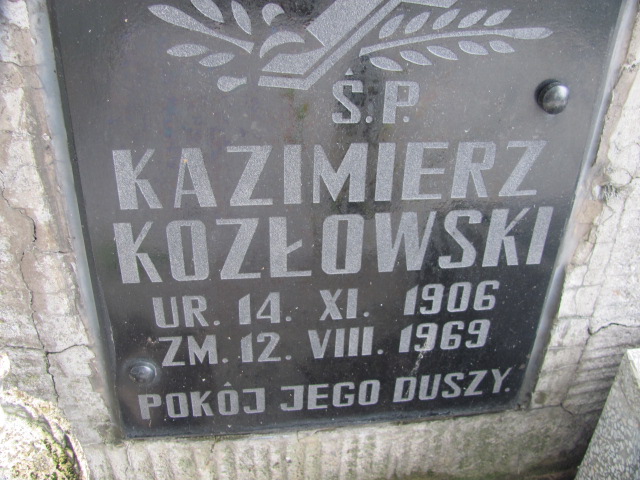 Ś.P.
KAZIMIERZ
KOZŁOWSKI
UR. 14. XI. 1906
ZM. 12. VIII. 1969
POKÓJ JEGO DUSZY.